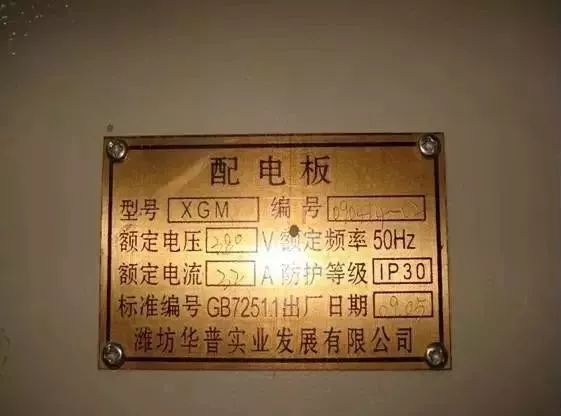 配电板
型号 XGM 编号
额定电压 V 额定频率 50Hz
额定电流 A 防护等级 IP30
标准编号 GB7251.1 出厂日期 09.05
潍坊华普实业发展有限公司